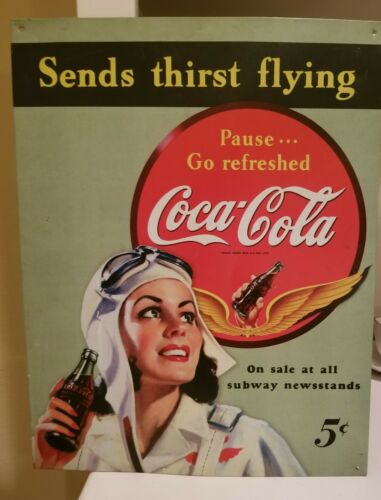 Sends thirst flying
Pause...
Go refreshed
Coca-Cola
On sale at all
subway newsstands
5¢